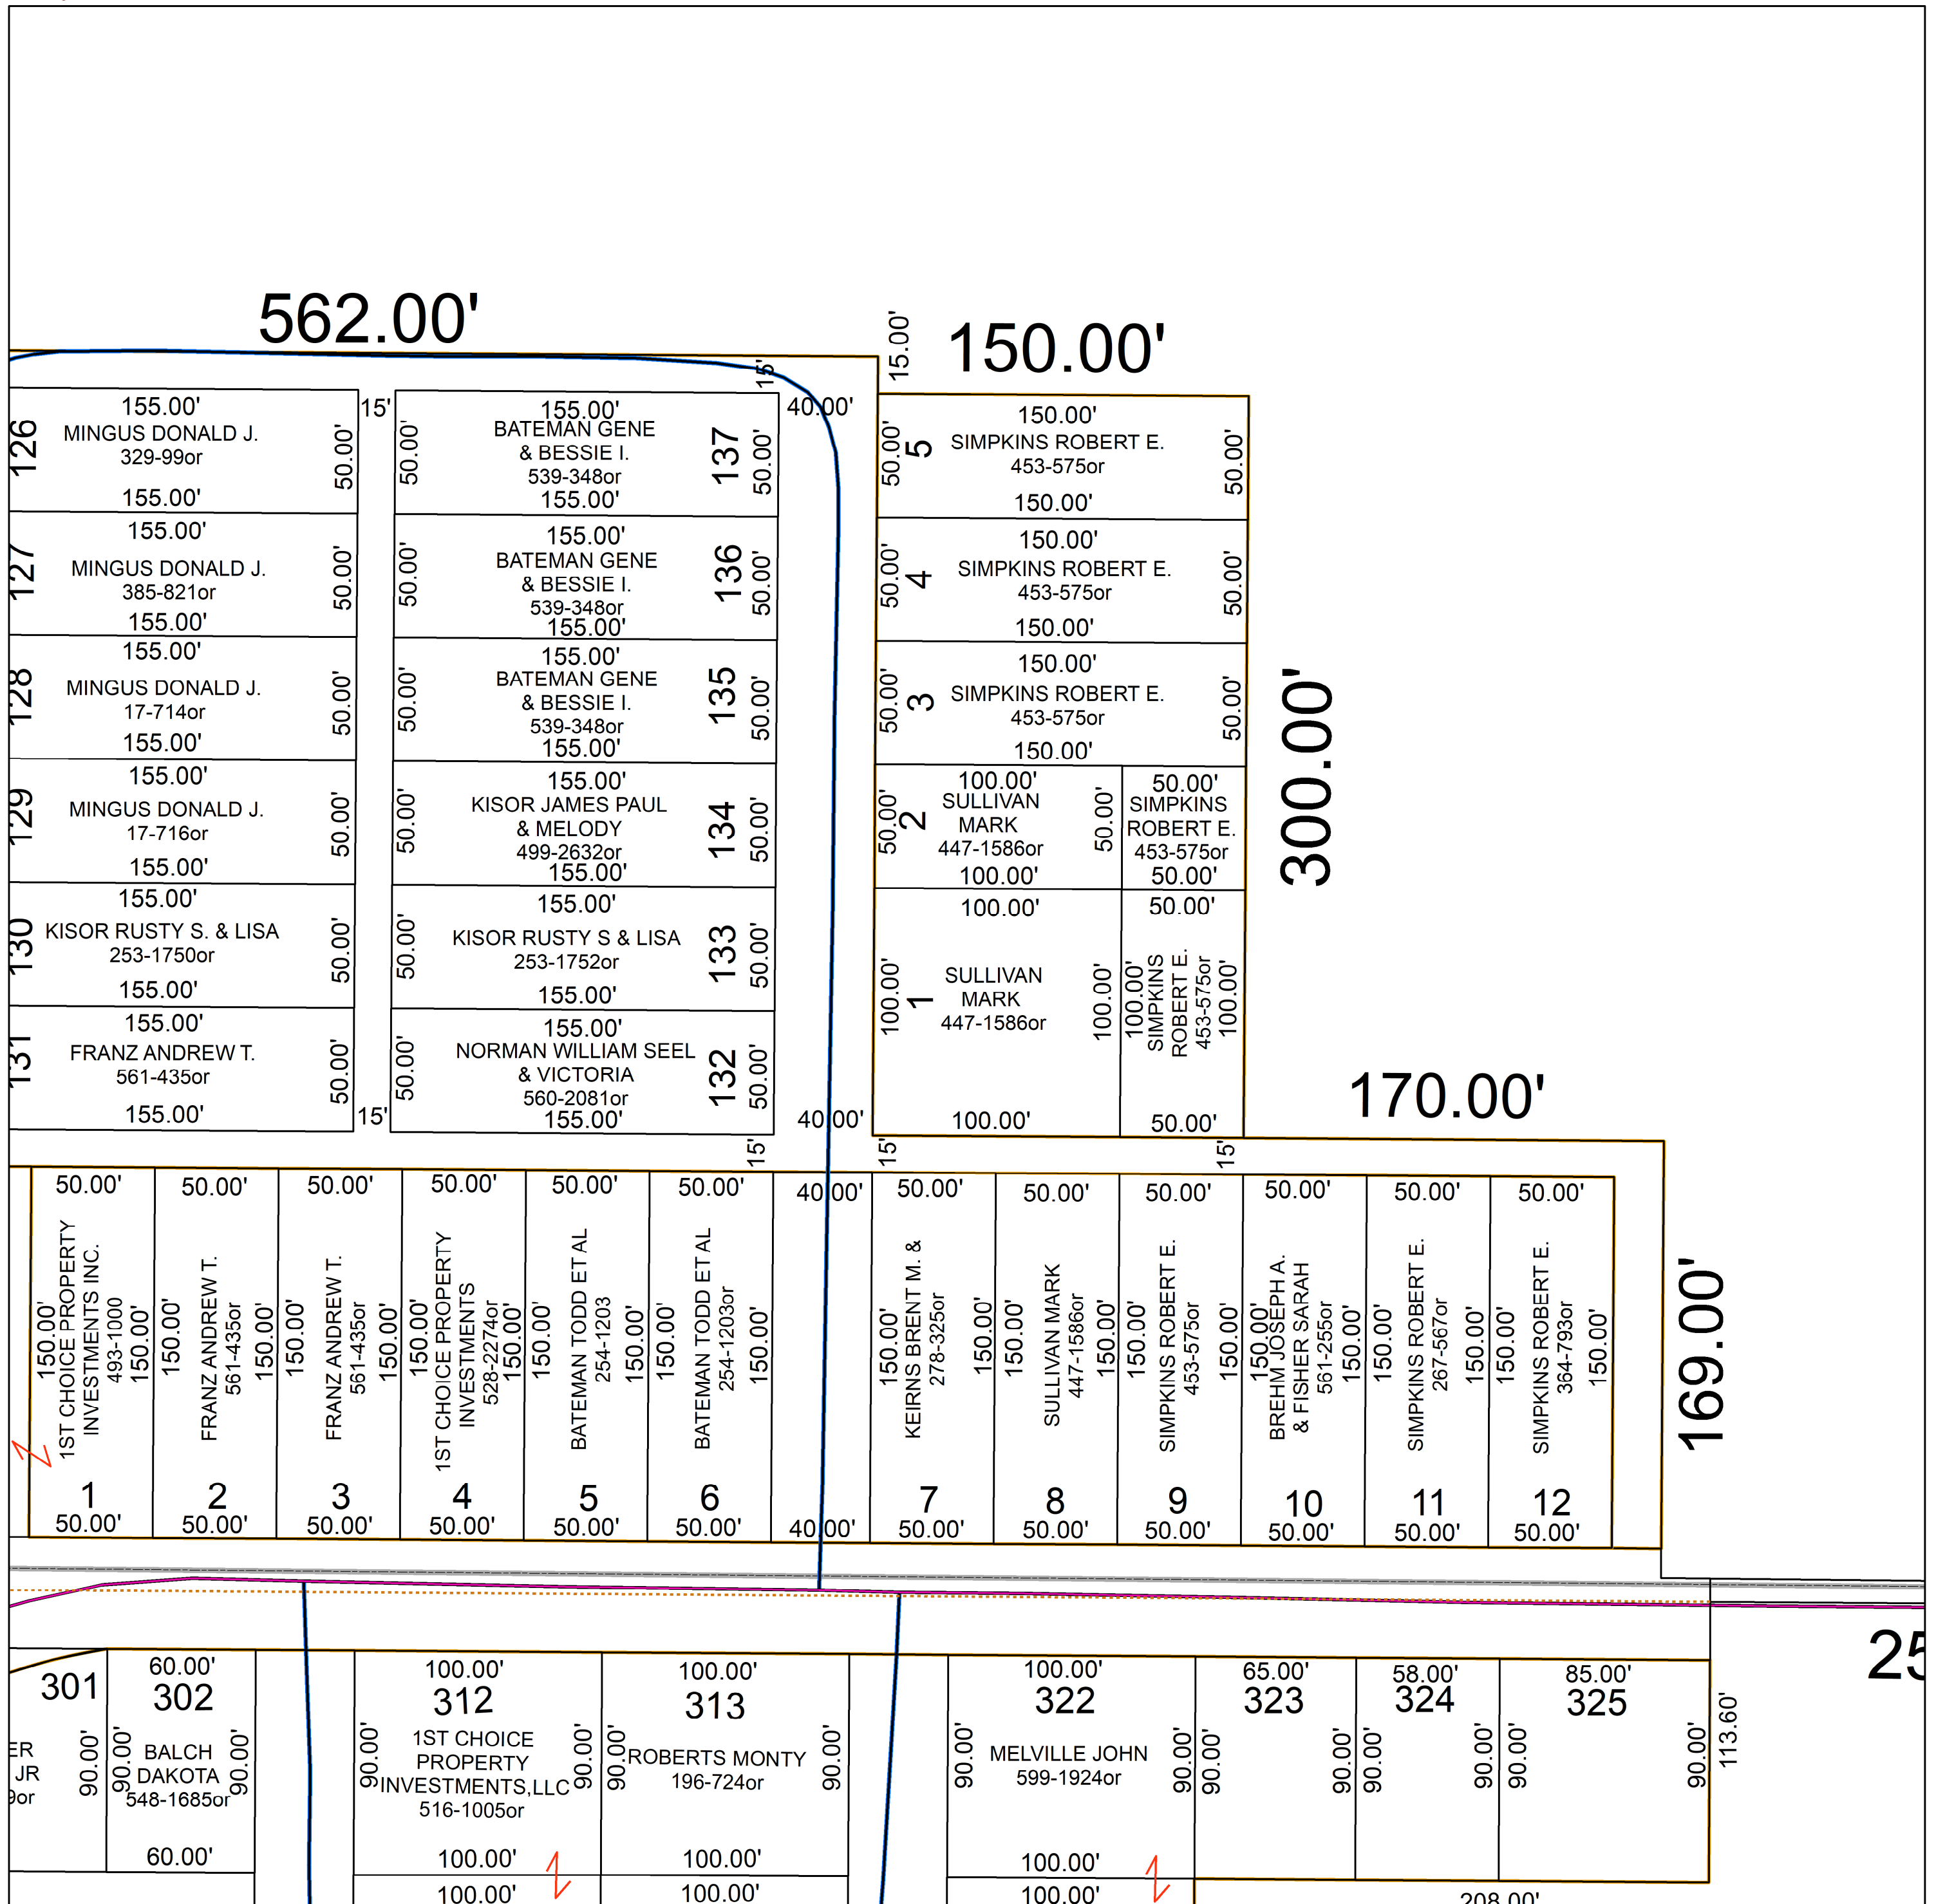 562.00'
15.00'
150.00'
15'
155.00'
15'
155.00'
40.00'
150.00'
126
MINGUS DONALD J.
329-99or
50.00'
155.00'
50.00'
BATEMAN GENE
& BESSIE I.
539-348or
137
50.00'
155.00'
50.00'
5
SIMPKINS ROBERT E.
453-575or
50.00'
150.00'
155.00'
127
MINGUS DONALD J.
385-821or
50.00'
155.00'
155.00'
50.00'
BATEMAN GENE
& BESSIE I.
539-348or
136
50.00'
155.00'
150.00'
50.00'
4
SIMPKINS ROBERT E.
453-575or
50.00'
150.00'
155.00'
128
MINGUS DONALD J.
17-714or
50.00'
155.00'
155.00'
50.00'
BATEMAN GENE
& BESSIE I.
539-348or
135
50.00'
155.00'
150.00'
50.00'
3
SIMPKINS ROBERT E.
453-575or
50.00'
150.00'
300.00'
155.00'
129
MINGUS DONALD J.
17-716or
50.00'
155.00'
155.00'
50.00'
KISOR JAMES PAUL
& MELODY
499-2632or
134
50.00'
155.00'
100.00'
50.00'
2
SULLIVAN
MARK
447-1586or
50.00'
100.00'
50.00'
SIMPKINS
ROBERT E.
453-575or
50.00'
155.00'
130
KISOR RUSTY S. & LISA
253-1750or
50.00'
155.00'
155.00'
50.00'
KISOR RUSTY S & LISA
253-1752or
133
50.00'
155.00'
100.00'
100.00'
1
SULLIVAN
MARK
447-1586or
100.00'
100.00'
50.00'
100.00'
SIMPKINS
ROBERT E.
453-575or
100.00'
50.00'
155.00'
131
FRANZ ANDREW T.
561-435or
50.00'
155.00'
15'
155.00'
50.00'
NORMAN WILLIAM SEEL
& VICTORIA
560-2081or
132
50.00'
155.00'
40.00'
170.00'
15'
15'
15'
50.00'
150.00'
1ST CHOICE PROPERTY
INVESTMENTS INC.
493-1000
150.00'
1
50.00'
50.00'
150.00'
FRANZ ANDREW T.
561-435or
150.00'
2
50.00'
50.00'
150.00'
FRANZ ANDREW T.
561-435or
150.00'
3
50.00'
50.00'
150.00'
1ST CHOICE PROPERTY
INVESTMENTS
528-2274or
150.00'
4
50.00'
50.00'
150.00'
BATEMAN TODD ET AL
254-1203
150.00'
5
50.00'
50.00'
150.00'
BATEMAN TODD ET AL
254-1203or
150.00'
6
50.00'
40.00'
40.00'
50.00'
150.00'
KEIRNS BRENT M. &
278-325or
150.00'
7
50.00'
50.00'
150.00'
SULLIVAN MARK
447-1586or
150.00'
8
50.00'
50.00'
150.00'
SIMPKINS ROBERT E.
453-575or
150.00'
9
50.00'
50.00'
150.00'
BREHM JOSEPH A.
& FISHER SARAH
561-255or
150.00'
10
50.00'
50.00'
150.00'
SIMPKINS ROBERT E.
267-567or
150.00'
11
50.00'
50.00'
150.00'
SIMPKINS ROBERT E.
364-793or
150.00'
12
50.00'
169.00'
25
301
ER
JR
9or
90.00'
60.00'
302
90.00'
BALCH
DAKOTA
548-1685or
90.00'
60.00'
100.00'
312
90.00'
1ST CHOICE
PROPERTY
INVESTMENTS,LLC
516-1005or
90.00'
100.00'
100.00'
100.00'
313
90.00'
ROBERTS MONTY
196-724or
90.00'
100.00'
100.00'
100.00'
322
90.00'
MELVILLE JOHN
599-1924or
90.00'
100.00'
100.00'
65.00'
323
90.00'
90.00'
58.00'
324
90.00'
90.00'
85.00'
325
90.00'
90.00'
113.60'
208.00'